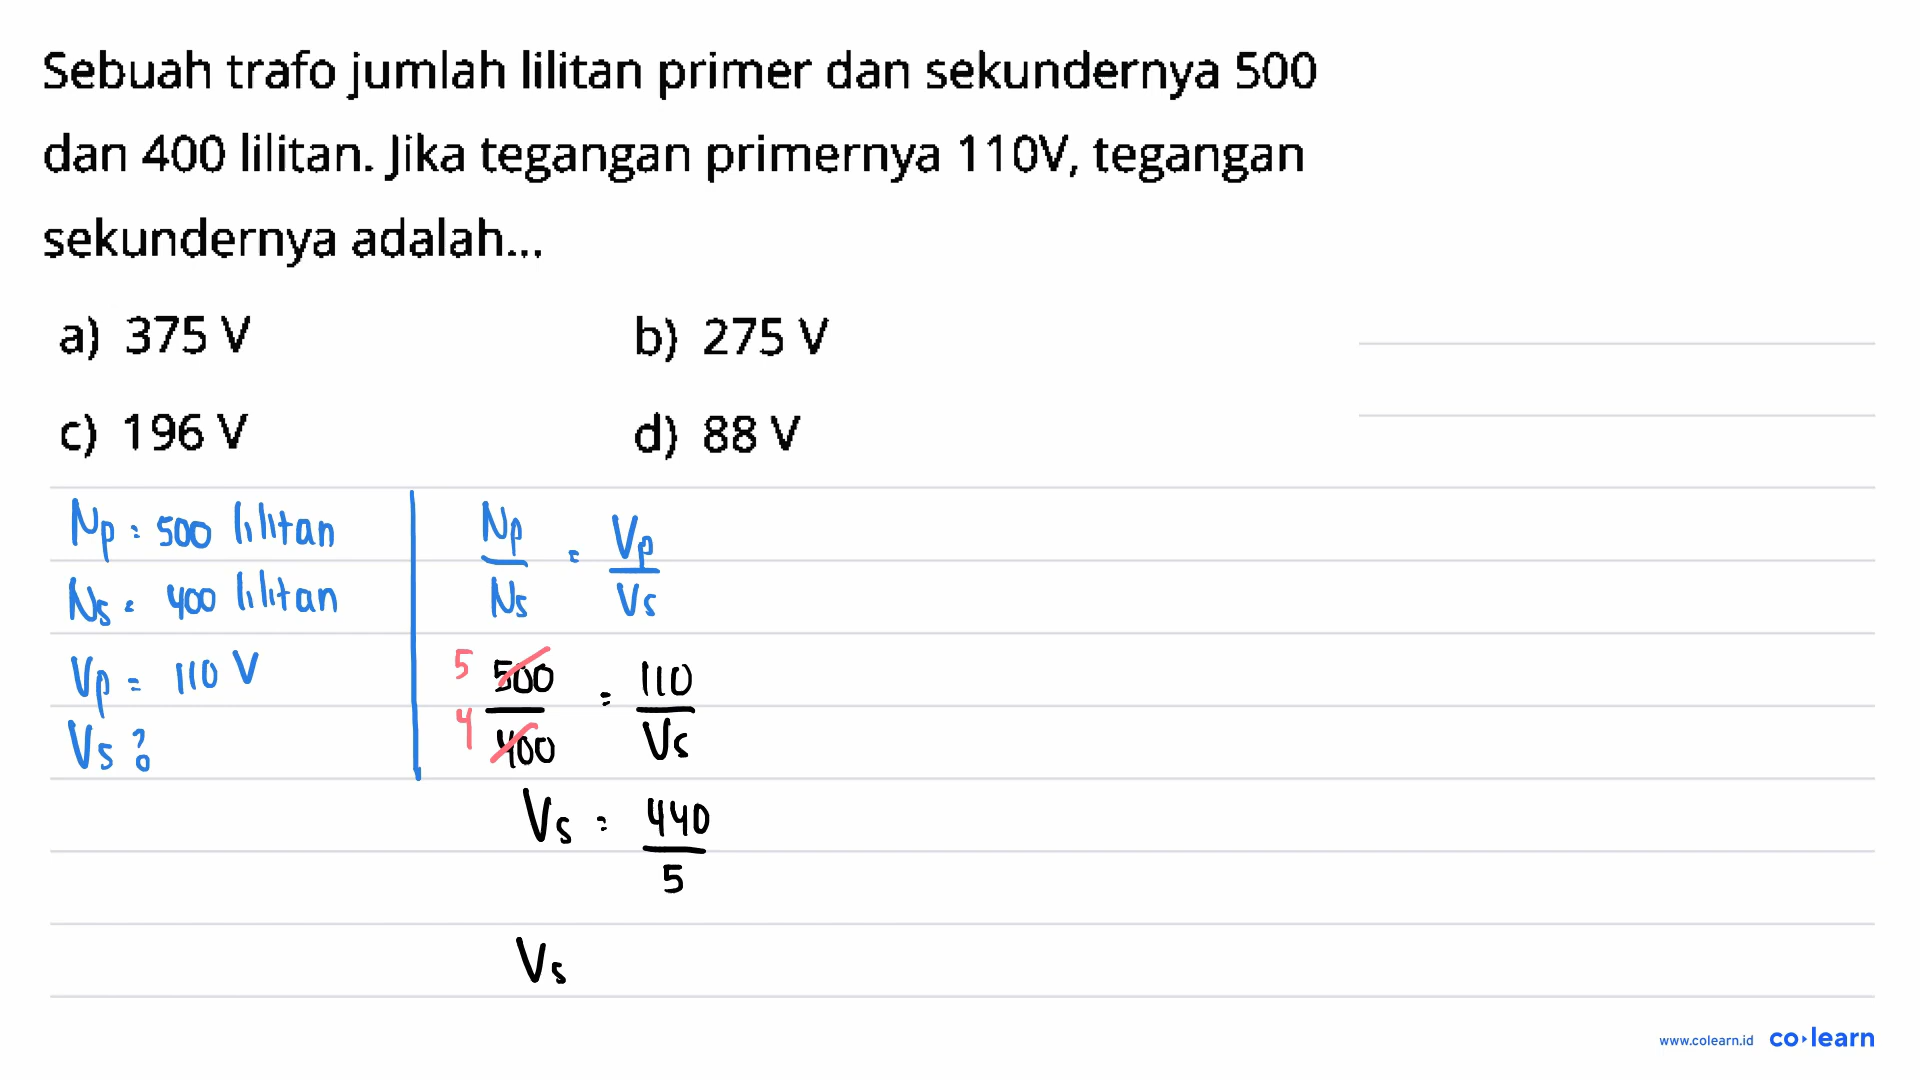 Sebuah trafo jumlah lilitan primer dan sekundernya 500
dan 400 lilitan. Jika tegangan primernya 110V, tegangan
sekundernya adalah...
a) 375 V
b) 275 V
c) 196 V
d) 88 V
Np = 500 lilitan
Ns = 400 lilitan
Vp = 110 V
Vs ?
Np/Ns = Vp/Vs
5 500/4 400 = 110/Vs
Vs = 440/5
Vs
www.colearn.id co·learn